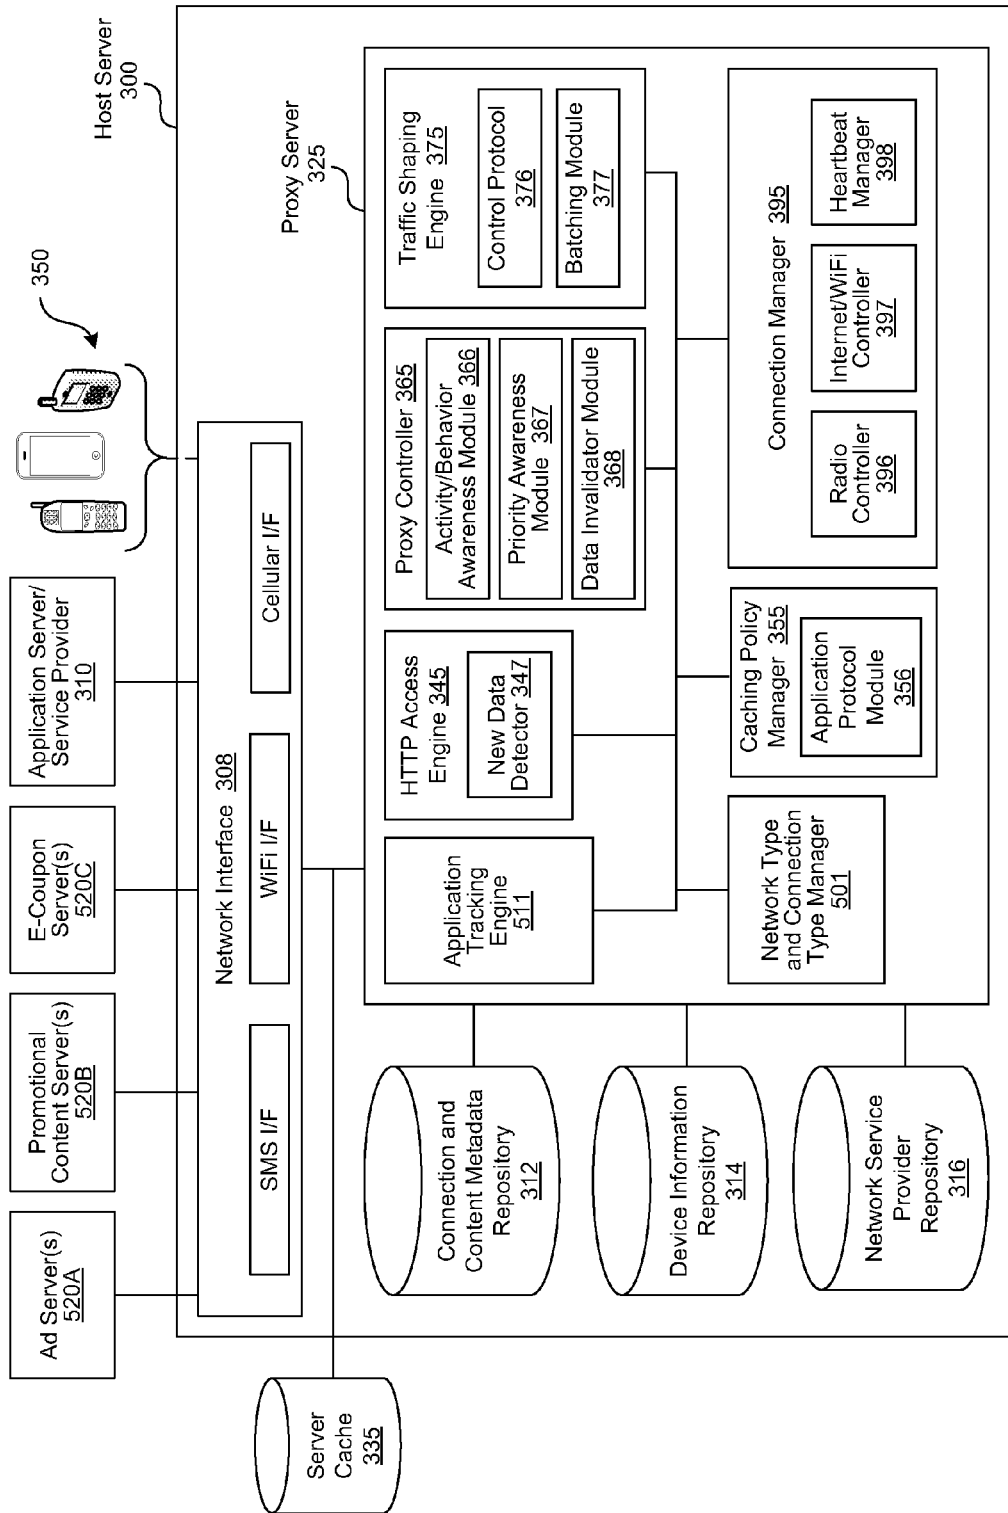 Ad Server(s)
520A
Promotional
Content Server(s)
520B
E-Coupon
Server(s)
520C
Application Server/
Service Provider
310
350
Host Server
300
Network Interface 308
SMS I/F
WiFi I/F
Cellular I/F
Server
Cache
335
Proxy Server
325
Connection and
Content Metadata
Repository
312
Device Information
Repository
314
Network Service
Provider
Repository
316
Application
Tracking
Engine
511
HTTP Access
Engine 345
New Data
Detector 347
Proxy Controller 365
Activity/Behavior
Awareness Module 366
Priority Awareness
Module 367
Data Invalidator Module
368
Traffic Shaping
Engine 375
Control Protocol
376
Batching Module
377
Network Type
and Connection
Type Manager
501
Caching Policy
Manager 355
Application
Protocol
Module
356
Connection Manager 395
Radio
Controller
396
Internet/WiFi
Controller
397
Heartbeat
Manager
398